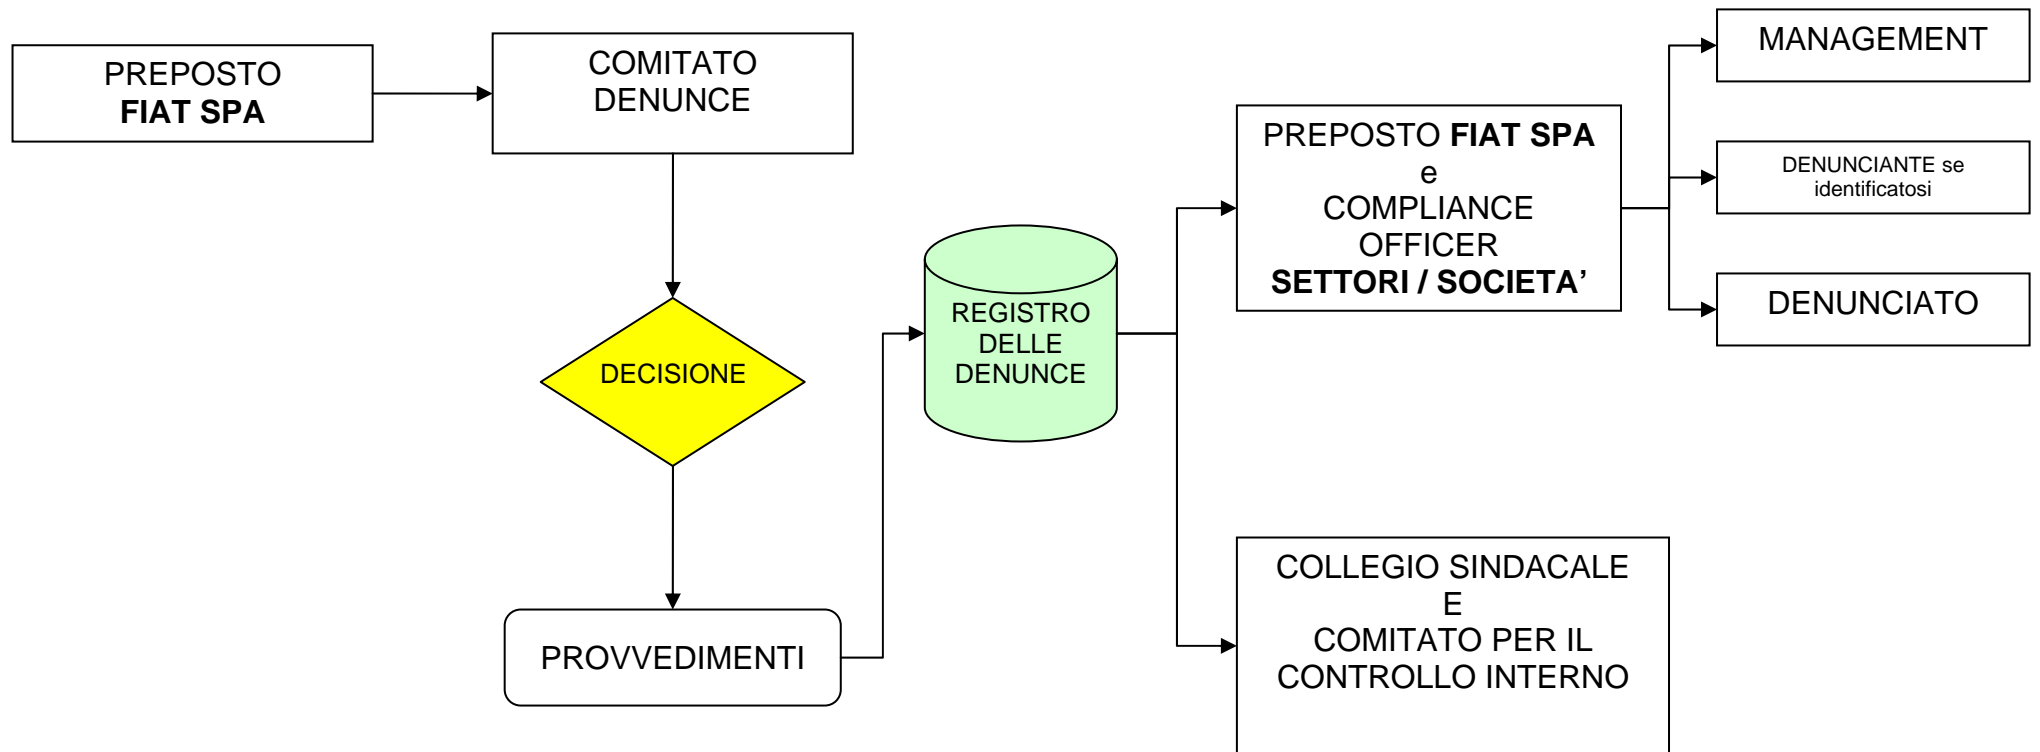 PREPOSTO
FIAT SPA
COMITATO
DENUNCE
DECISIONE
PROVVEDIMENTI
REGISTRO
DELLE
DENUNCE
PREPOSTO FIAT SPA
e
COMPLIANCE
OFFICER
SETTORI / SOCIETA’
MANAGEMENT
DENUNCIANTE se
identificatosi
DENUNCIATO
COLLEGIO SINDACALE
E
COMITATO PER IL
CONTROLLO INTERNO